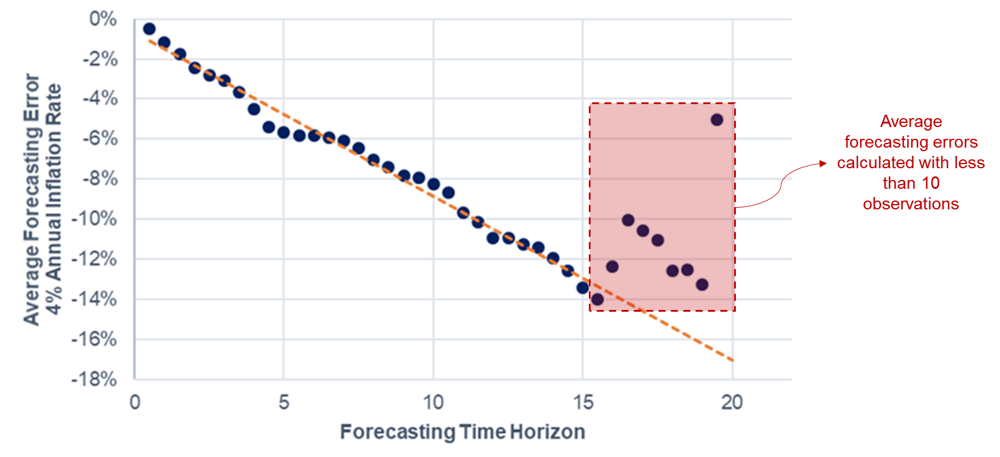 0%
-2%
-4%
-6%
-8%
-10%
-12%
-14%
-16%
-18%
Average Forecasting Error
4% Annual Inflation Rate
0
5
10
15
20
Forecasting Time Horizon
Average
forecasting errors
calculated with less
than 10
observations